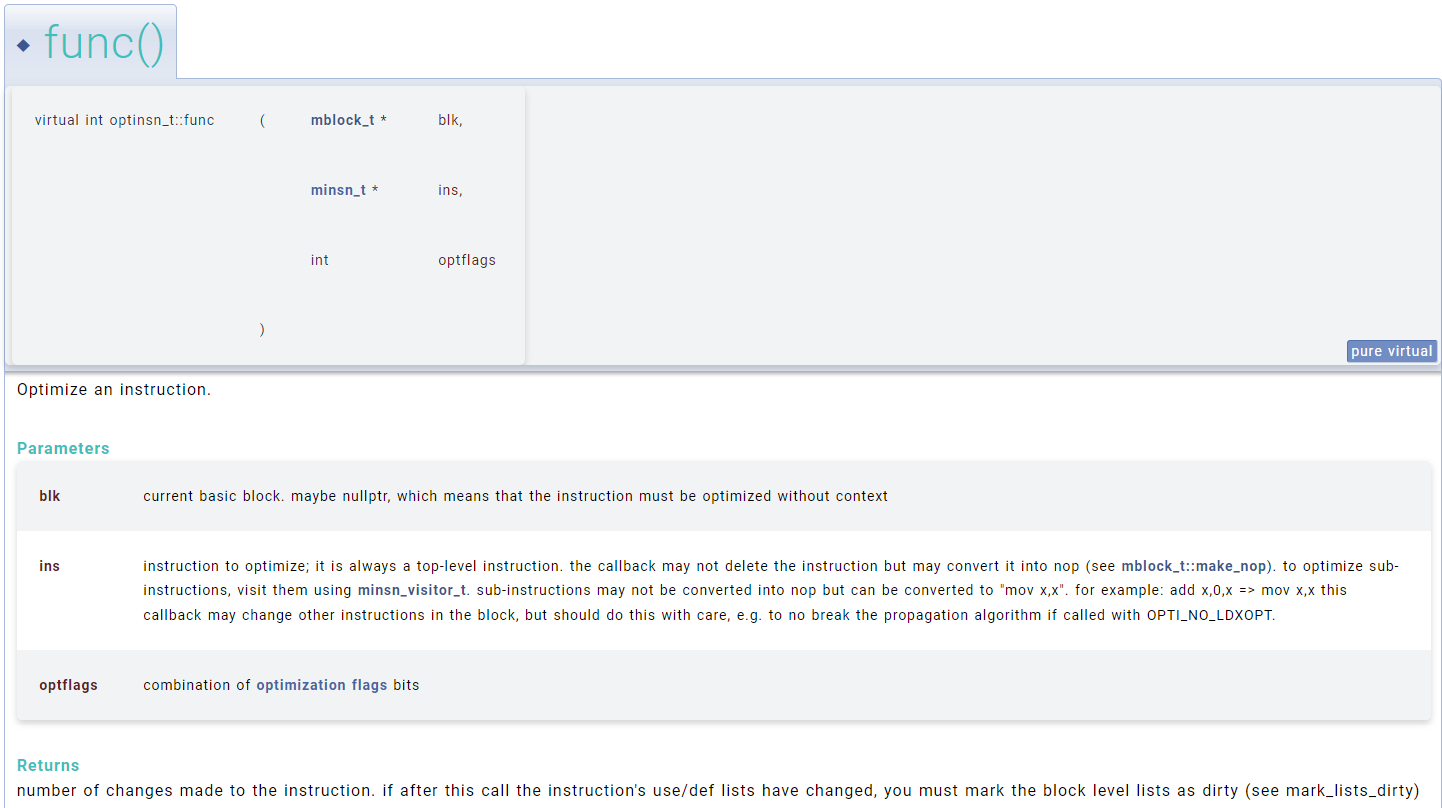 func()
virtual int optinsn_t::func ( mblock_t * blk,
minsn_t * ins,
int optflags
)
pure virtual
Optimize an instruction.
Parameters
blk current basic block. maybe nullptr, which means that the instruction must be optimized without context
ins instruction to optimize; it is always a top-level instruction. the callback may not delete the instruction but may convert it into nop (see mblock_t::make_nop). to optimize sub-
instructions, visit them using minsn_visitor_t. sub-instructions may not be converted into nop but can be converted to "mov x,x". for example: add x,0,x => mov x,x this
callback may change other instructions in the block, but should do this with care, e.g. to no break the propagation algorithm if called with OPTI_NO_LDXOPT.
optflags combination of optimization flags bits
Returns
number of changes made to the instruction. if after this call the instruction's use/def lists have changed, you must mark the block level lists as dirty (see mark_lists_dirty)